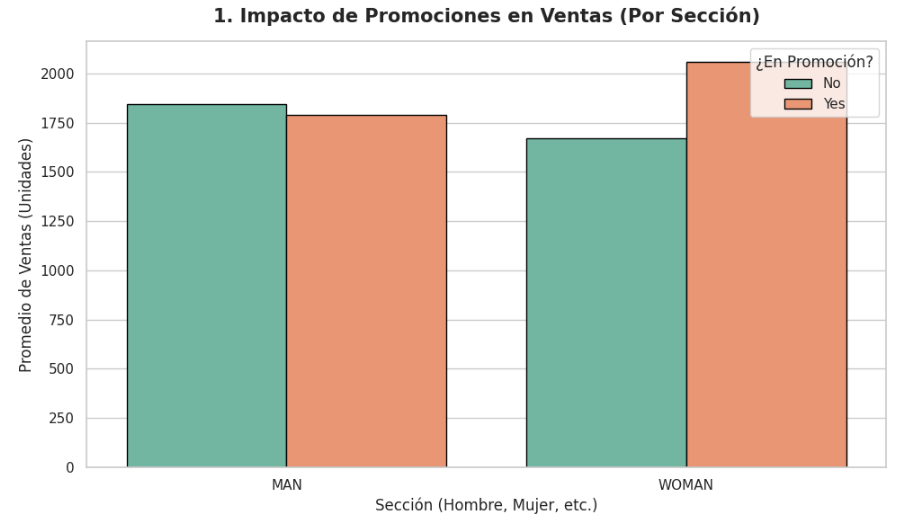 1. Impacto de Promociones en Ventas (Por Sección)
¿En Promoción?
No
Yes
Promedio de Ventas (Unidades)
2000
1750
1500
1250
1000
750
500
250
0
MAN
WOMAN
Sección (Hombre, Mujer, etc.)